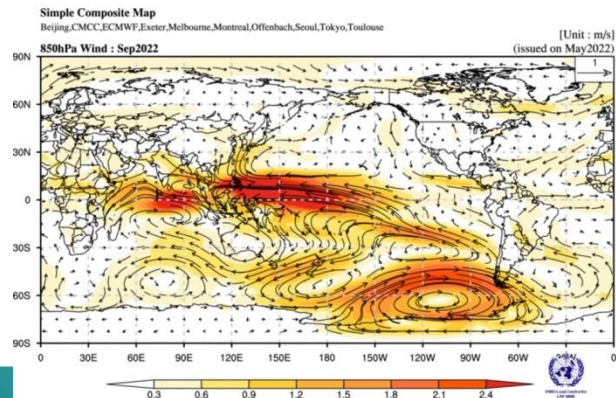 Simple Composite Map
Beijing,CMCC,ECMWF,Exeter,Melbourne,Montreal,Offenbach,Seoul,Tokyo,Toulouse
[Unit : m/s]
850hPa Wind : Sep2022
(issued on May2022)
1
90N
60N
30N
0
30S
60S
90S
0 30E 60E 90E 120E 150E 180 150W 120W 90W 60W 0
0.3 0.6 0.9 1.2 1.5 1.8 2.1 2.4